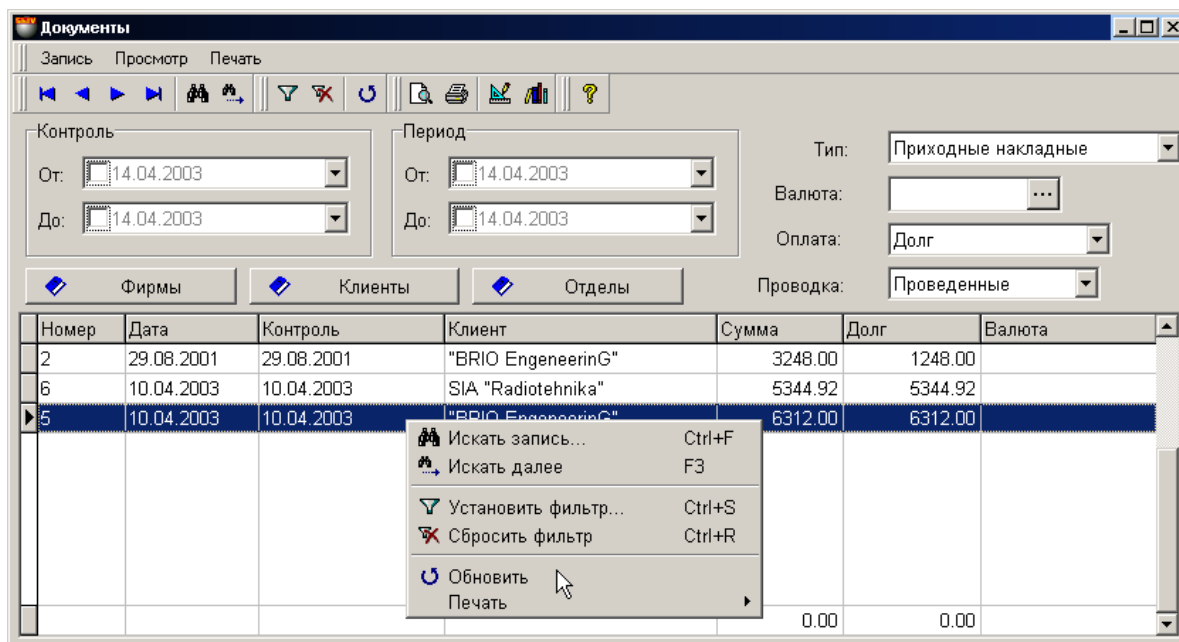 Документы
Запись Просмотр Печать
Контроль
От: 14.04.2003
До: 14.04.2003
Период
От: 14.04.2003
До: 14.04.2003
Тип: Приходные накладные
Валюта: ...
Оплата: Долг
Проводка: Проведенные
Фирмы Клиенты Отделы
Номер Дата Контроль Клиент Сумма Долг Валюта
2 29.08.2001 29.08.2001 "BRIO EngeneerinG" 3248.00 1248.00
6 10.04.2003 10.04.2003 SIA "Radiotehnika" 5344.92 5344.92
5 10.04.2003 10.04.2003 "BRIO EngeneerinG" 6312.00 6312.00
Искать запись... Ctrl+F
Искать далее F3
Установить фильтр... Ctrl+S
Сбросить фильтр Ctrl+R
Обновить
Печать
0.00 0.00